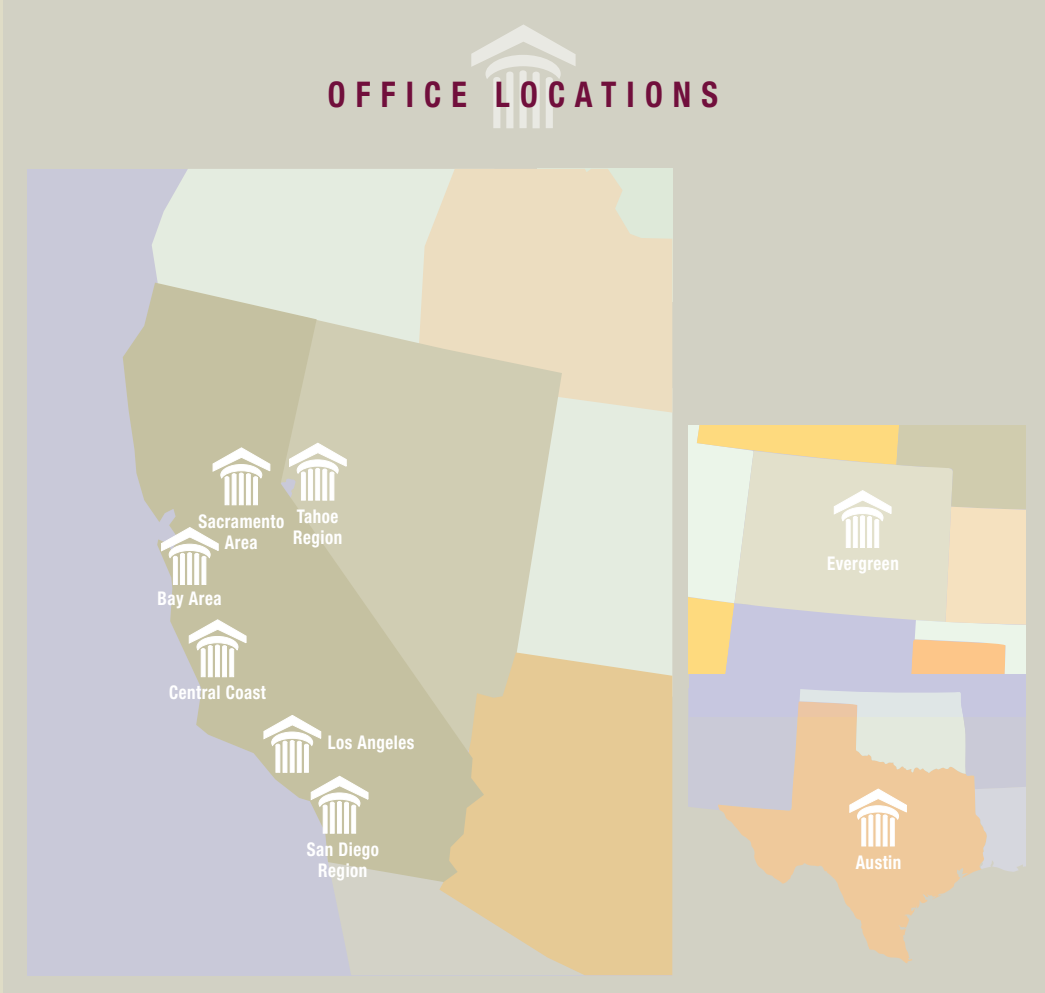 OFFICE LOCATIONS
Sacramento
Area
Tahoe
Region
Bay Area
Central Coast
Los Angeles
San Diego
Region
Evergreen
Austin